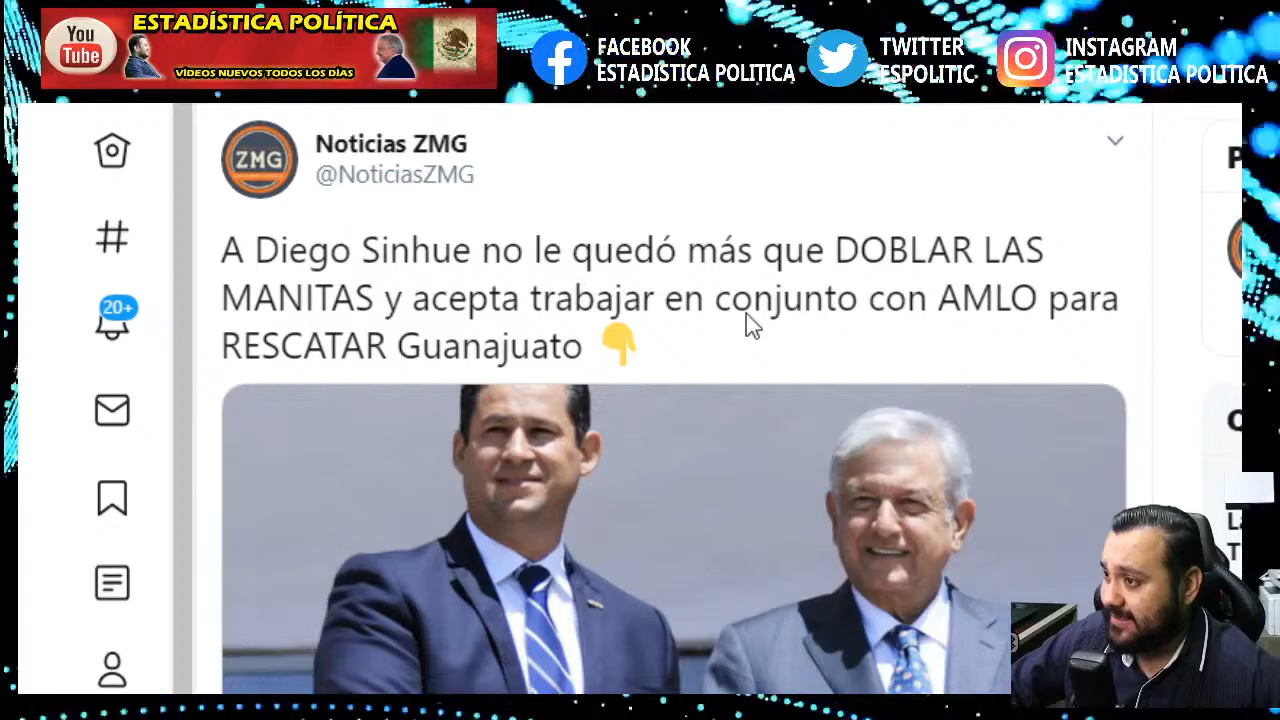 You
Tube
ESTADÍSTICA POLÍTICA
VÍDEOS NUEVOS TODOS LOS DÍAS
FACEBOOK
ESTADISTICA POLITICA
TWITTER
ESPOLITIC
INSTAGRAM
ESTADISTICA POLITICA
ZMG
Noticias ZMG
@NoticiasZMG
20+
A Diego Sinhue no le quedó más que DOBLAR LAS
MANITAS y acepta trabajar en conjunto con AMLO para
RESCATAR Guanajuato 👇